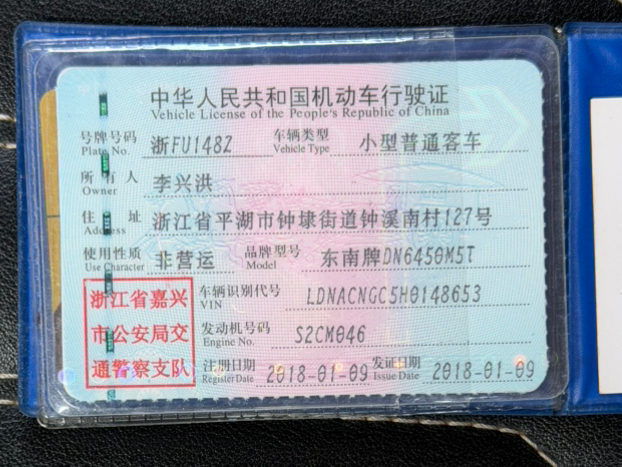 中华人民共和国机动车行驶证
Vehicle License of the People's Republic of China
号牌号码 浙FU148Z 车辆类型 小型普通客车
Plate No. Vehicle Type
所有人 李兴洪
Owner
住址 浙江省平湖市钟埭街道钟溪南村127号
Address
使用性质 非营运 品牌型号 东南牌DN6450M5T
Use Character Model
浙江省嘉兴
市公安局交
通警察支队
车辆识别代号 LDNACNGC5H0148653
VIN
发动机号码 S2CM046
Engine No.
注册日期 2018-01-09 发证日期 2018-01-09
Register Date Issue Date